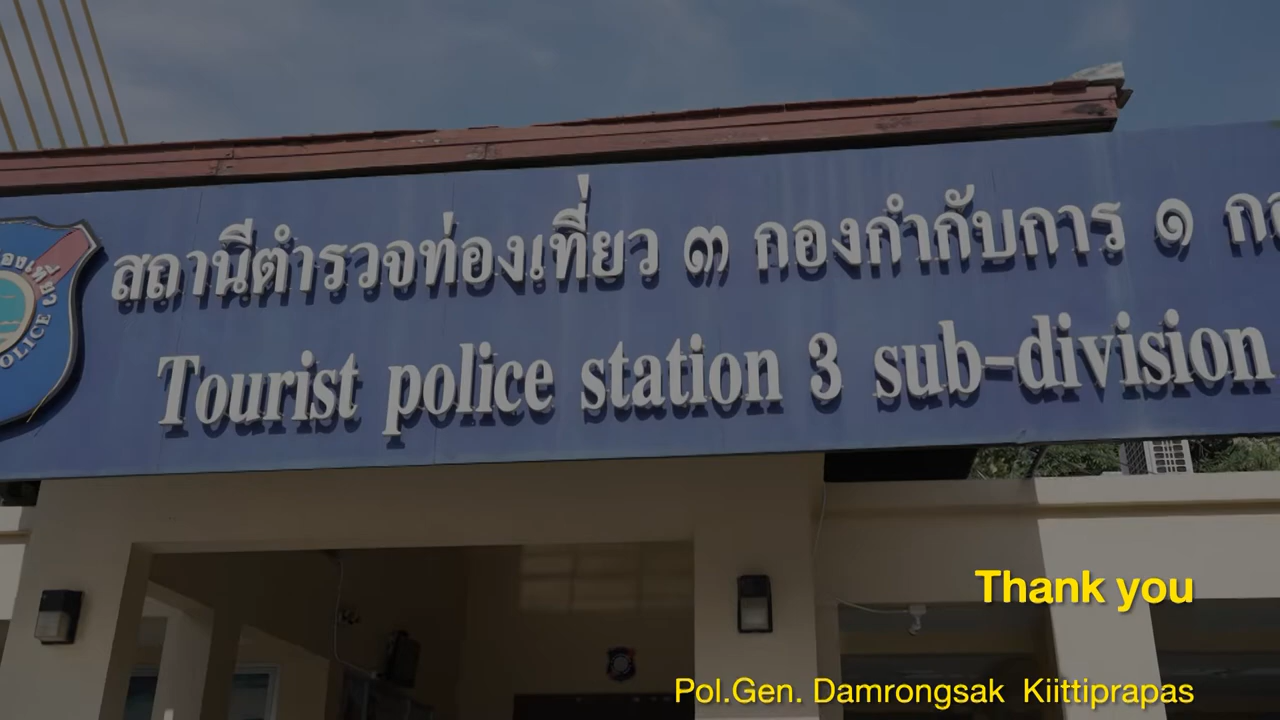 สถานีตำรวจท่องเที่ยว ๓ กองกำกับการ ๑
Tourist police station 3 sub-division
POLICE
Thank you
Pol.Gen. Damrongsak Kiittiprapas